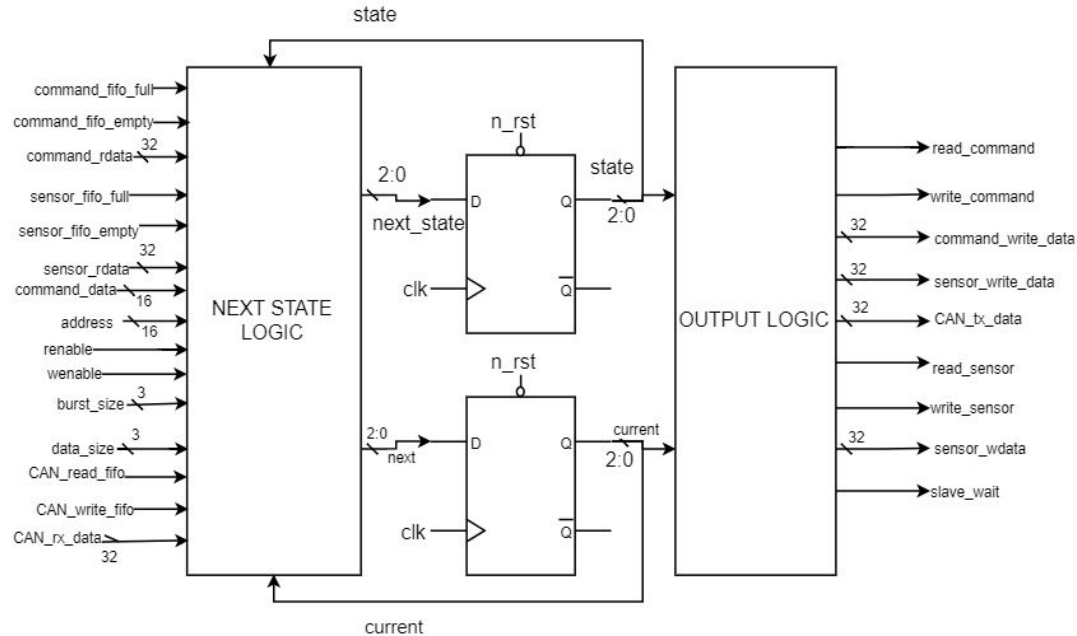 state
command_fifo_full
command_fifo_empty
32
command_rdata
sensor_fifo_full
sensor_fifo_empty
32
sensor_rdata
command_data
16
address
16
renable
wenable
3
burst_size
3
data_size
CAN_read_fifo
CAN_write_fifo
CAN_rx_data
32
NEXT STATE
LOGIC
2:0
next_state
n_rst
D
Q
clk
Q
state
2:0
2:0
next
n_rst
D
Q
clk
Q
current
2:0
OUTPUT LOGIC
read_command
write_command
32
command_write_data
32
sensor_write_data
32
CAN_tx_data
read_sensor
write_sensor
32
sensor_wdata
slave_wait
current